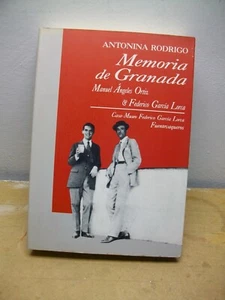 ANTONINA RODRIGO
Memoria
de Granada
Manuel Ángeles Ortiz
& Federico García Lorca
Casa-Museo Federico García Lorca
Fuentevaqueros